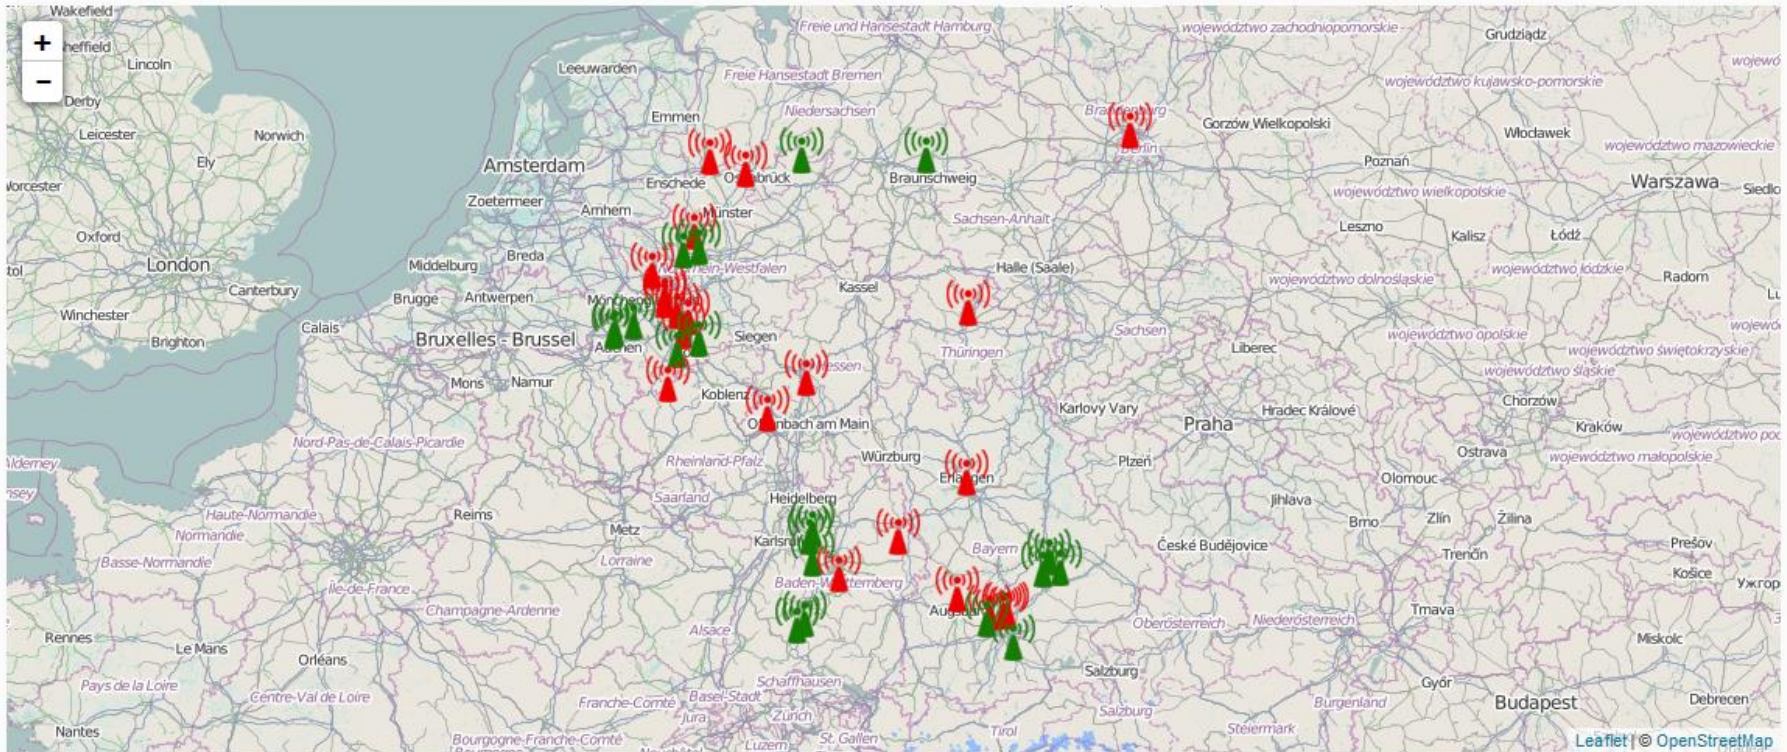 Wakefield
Freie und Hansestadt Hamburg
województwo zachodniopomorskie
Grudziądz
+
heffield
Lincoln
Leeuwarden
Freie Hansestadt Bremen
województwo kujawsko-pomorskie
−
Derby
Emmen
Niedersachsen
Leicester
Norwich
Gorzów Wielkopolski
Włocławek
Ely
Amsterdam
Berlin
Poznań
województwo mazowieckie
Worcester
Enschede
Braunschweig
województwo wielkopolskie
Warszawa
Siedlo
Zoetermeer
Arnhem
Münster
Sachsen-Anhalt
Leszno
Kalisz
Łódź
Oxford
London
Middelburg
Breda
Halle (Saale)
województwo dolnośląskie
województwo łódzkie
Radom
Canterbury
Brugge
Antwerpen
Kassel
Winchester
Calais
Brighton
Bruxelles - Brussel
Siegen
Sachsen
Liberec
województwo opolskie
województwo świętokrzyskie
Thüringen
województwo śląskie
Mons
Namur
Koblenz
Karlovy Vary
Hradec Králové
Chorzów
Praha
Kraków
Nord-Pas-de-Calais-Picardie
Alderney
Rheinland-Pfalz
Würzburg
Plzeň
Ostrava
województwo małopolskie
Saarland
Heidelberg
Olomouc
Jihlava
Haute-Normandie
Reims
Metz
Brno
Zlín
Žilina
Normandie
Basse-Normandie
Lorraine
Bayern
České Budějovice
Trenčín
Prešov
Île-de-France
Košice
Ужгор
Champagne-Ardenne
Oberösterreich
Niederösterreich
Trnava
Rennes
Le Mans
Alsace
Miskolc
Orléans
Salzburg
Pays de la Loire
Centre-Val de Loire
Schaffhausen
Győr
Franche-Comté
Basel-Stadt
Jura
Zürich
Salzburg
Burgenland
Budapest
Debrecen
Nantes
Bourgogne-Franche-Comté
Luzern
St. Gallen
Tirol
Steiermark
Leaflet | © OpenStreetMap